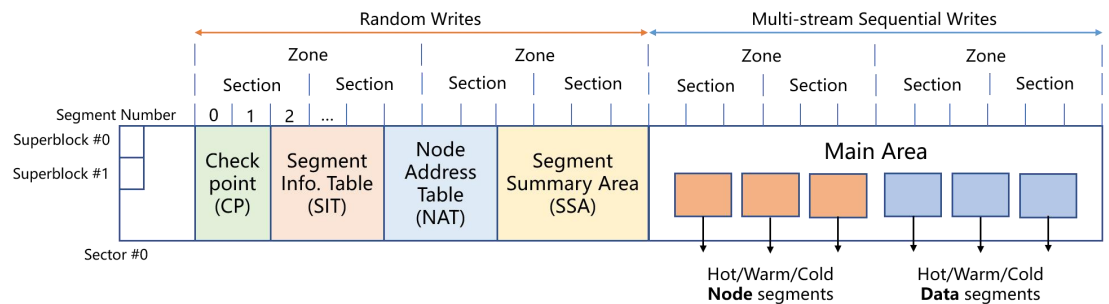 Random Writes
Multi-stream Sequential Writes
Zone
Zone
Zone
Zone
Section
Section
Section
Section
Section
Section
Section
Section
Segment Number
0
1
2
...
Superblock #0
Superblock #1
Check
point
(CP)
Segment
Info. Table
(SIT)
Node
Address
Table
(NAT)
Segment
Summary Area
(SSA)
Main Area
Sector #0
Hot/Warm/Cold
Node segments
Hot/Warm/Cold
Data segments